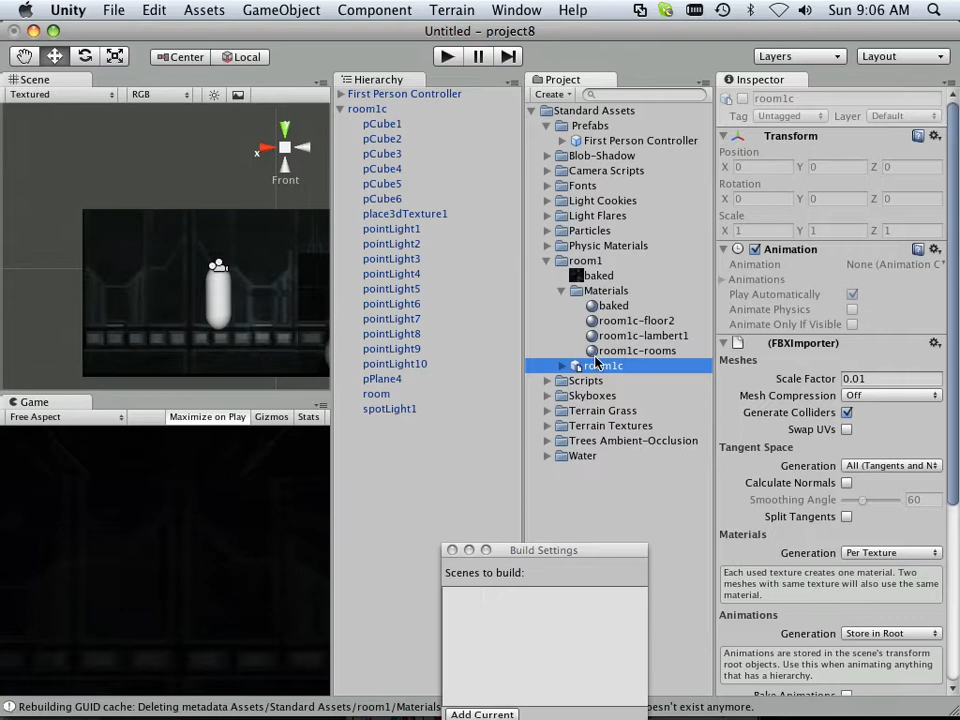 Unity File Edit Assets GameObject Component Terrain Window Help Sun 9:06 AM
Untitled - project8
Center Local Layers Layout
Scene
Textured RGB
x
Front
Game
Free Aspect Maximize on Play Gizmos Stats
Hierarchy
First Person Controller
room1c
pCube1
pCube2
pCube3
pCube4
pCube5
pCube6
place3dTexture1
pointLight1
pointLight2
pointLight3
pointLight4
pointLight5
pointLight6
pointLight7
pointLight8
pointLight9
pointLight10
pPlane4
room
spotLight1
Project
Create
Standard Assets
Prefabs
First Person Controller
Blob-Shadow
Camera Scripts
Fonts
Light Cookies
Light Flares
Particles
Physic Materials
room1
baked
Materials
baked
room1c-floor2
room1c-lambert1
room1c-rooms
room1c
Scripts
Skyboxes
Terrain Grass
Terrain Textures
Trees Ambient-Occlusion
Water
Inspector
room1c
Tag Untagged Layer Default
Transform
Position
X 0 Y 0 Z 0
Rotation
X 0 Y 0 Z 0
Scale
X 1 Y 1 Z 1
Animation
Animation None (Animation C
Animations
Play Automatically
Animate Physics
Animate Only If Visible
(FBXImporter)
Meshes
Scale Factor 0.01
Mesh Compression Off
Generate Colliders
Swap UVs
Tangent Space
Generation All (Tangents and N
Calculate Normals
Smoothing Angle 60
Split Tangents
Materials
Generation Per Texture
Each used texture creates one material. Two
meshes with same texture will also use the same
material.
Animations
Generation Store in Root
Animations are stored in the scene's transform
root objects. Use this when animating anything
that has a hierarchy.
Build Settings
Scenes to build:
Add Current
Rebuilding GUID cache: Deleting metadata Assets/Standard Assets/room1/Materials
esn't exist anymore.